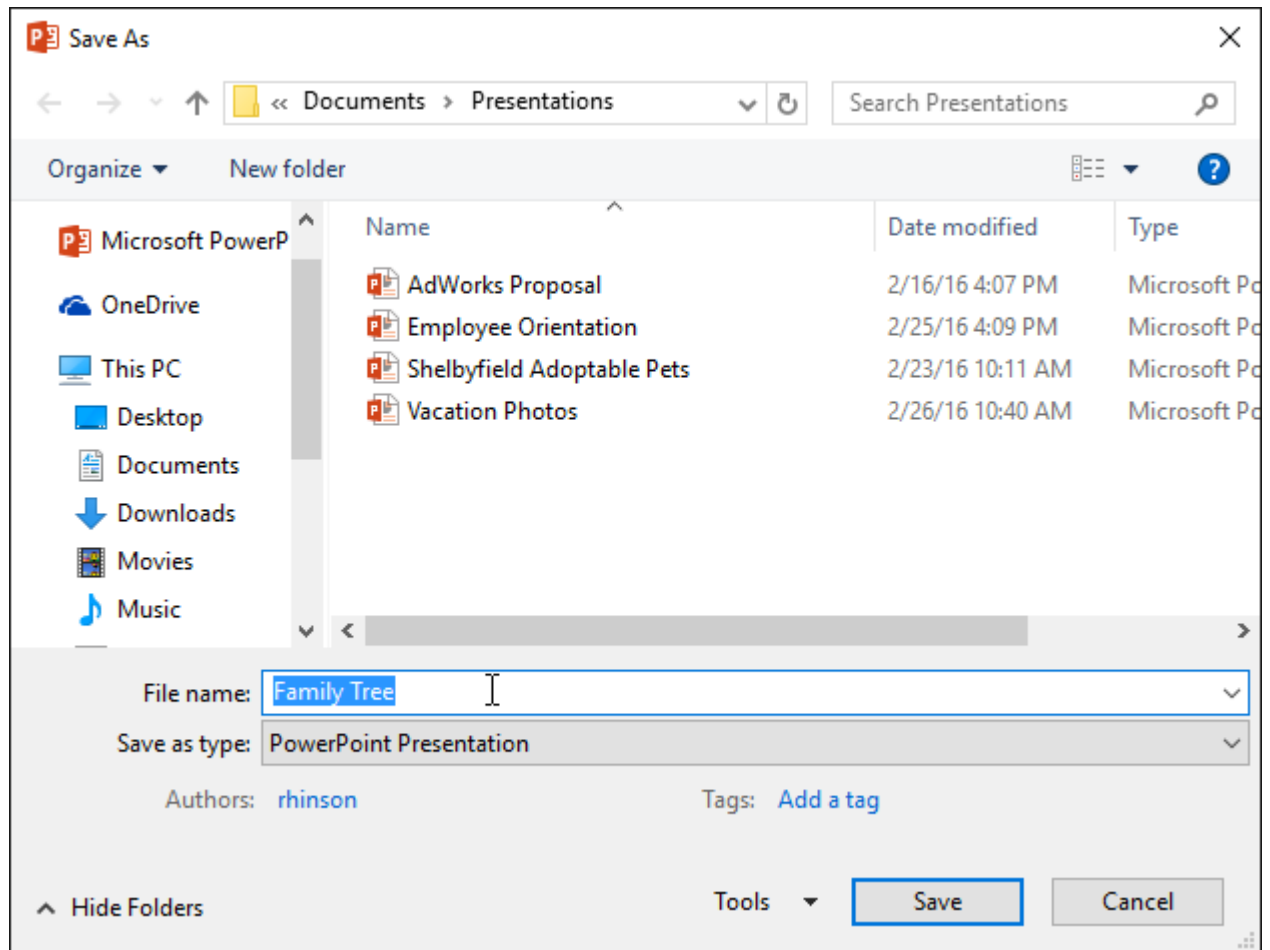 Save As
« Documents > Presentations
Search Presentations
Organize
New folder
Microsoft PowerP
OneDrive
This PC
Desktop
Documents
Downloads
Movies
Music
Name Date modified Type
AdWorks Proposal 2/16/16 4:07 PM Microsoft Po
Employee Orientation 2/25/16 4:09 PM Microsoft Po
Shelbyfield Adoptable Pets 2/23/16 10:11 AM Microsoft Po
Vacation Photos 2/26/16 10:40 AM Microsoft Po
File name: Family Tree
Save as type: PowerPoint Presentation
Authors: rhinson
Tags: Add a tag
Hide Folders
Tools
Save
Cancel